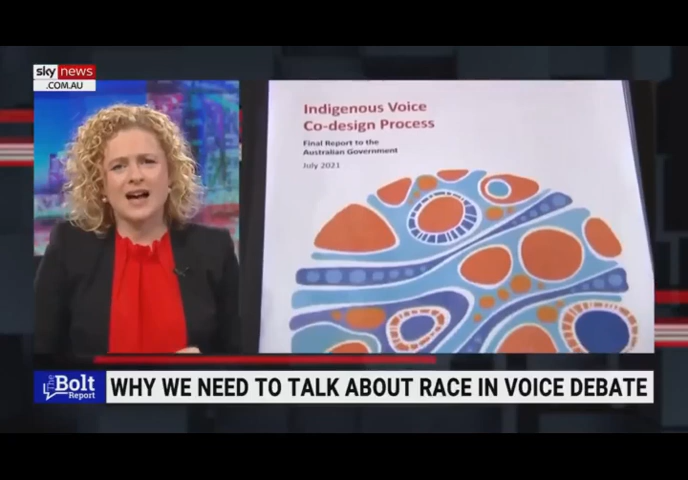 sky news
.COM.AU
Indigenous Voice
Co-design Process
Final Report to the
Australian Government
July 2021
The Bolt Report
WHY WE NEED TO TALK ABOUT RACE IN VOICE DEBATE